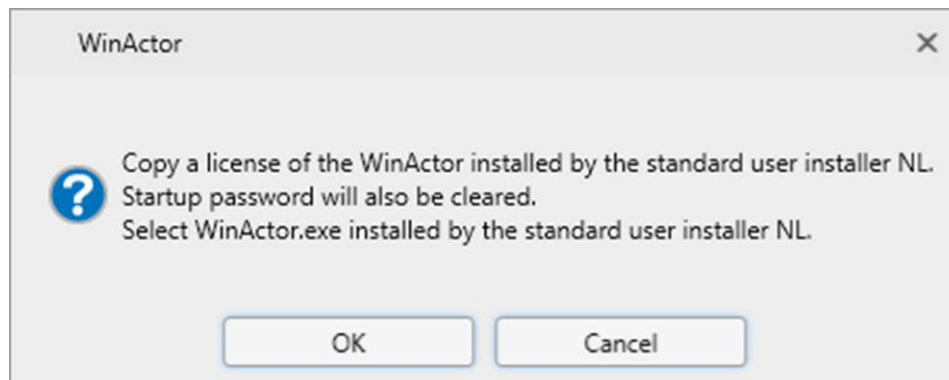 WinActor
Copy a license of the WinActor installed by the standard user installer NL.
Startup password will also be cleared.
Select WinActor.exe installed by the standard user installer NL.
OK
Cancel